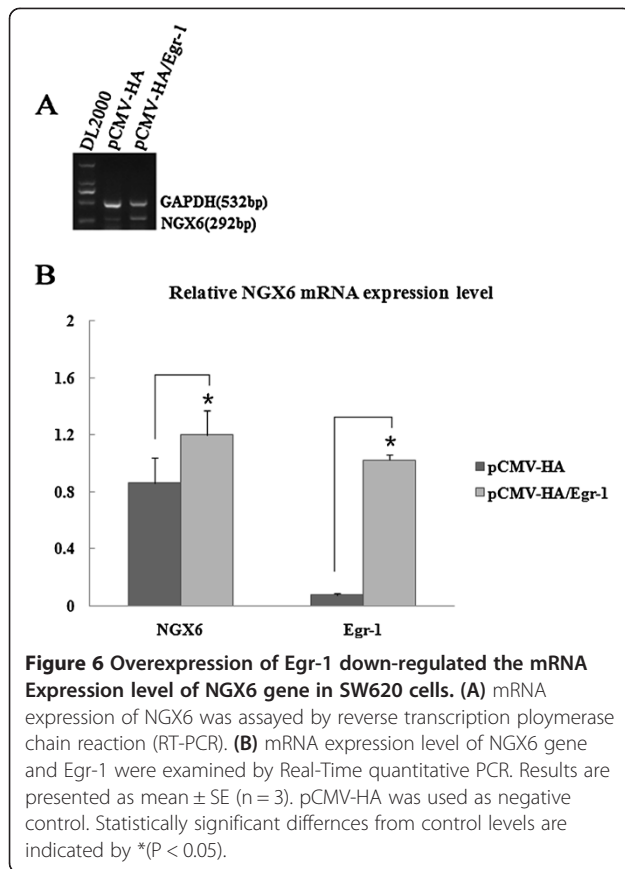 A
DL2000
pCMV-HA
pCMV-HA/Egr-1
GAPDH(532bp)
NGX6(292bp)
B
Relative NGX6 mRNA expression level
2
1.6
1.2
0.8
0.4
0
*
*
pCMV-HA
pCMV-HA/Egr-1
NGX6
Egr-1
Figure 6 Overexpression of Egr-1 down-regulated the mRNA
Expression level of NGX6 gene in SW620 cells. (A) mRNA
expression of NGX6 was assayed by reverse transcription ploymerase
chain reaction (RT-PCR). (B) mRNA expression level of NGX6 gene
and Egr-1 were examined by Real-Time quantitative PCR. Results are
presented as mean ± SE (n = 3). pCMV-HA was used as negative
control. Statistically significant differnces from control levels are
indicated by *(P < 0.05).